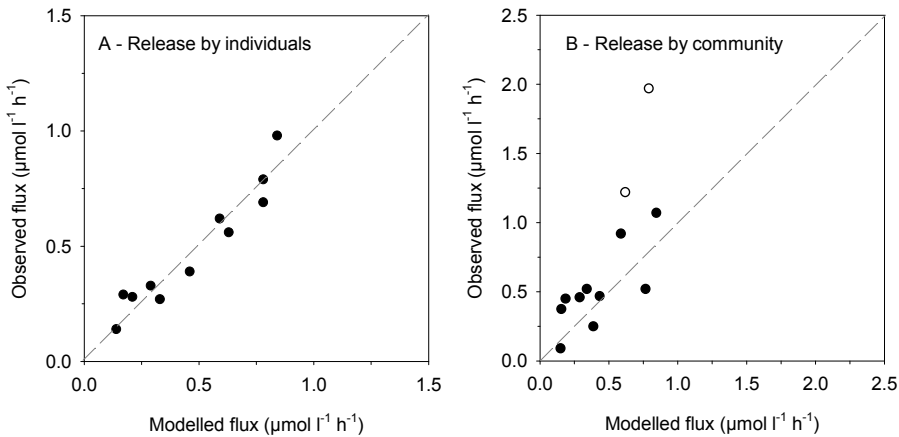 A - Release by individuals
Observed flux (µmol l⁻¹ h⁻¹)
1.5
1.0
0.5
0.0
0.0 0.5 1.0 1.5
Modelled flux (µmol l⁻¹ h⁻¹)
B - Release by community
Observed flux (µmol l⁻¹ h⁻¹)
2.5
2.0
1.5
1.0
0.5
0.0
0.0 0.5 1.0 1.5 2.0 2.5
Modelled flux (µmol l⁻¹ h⁻¹)